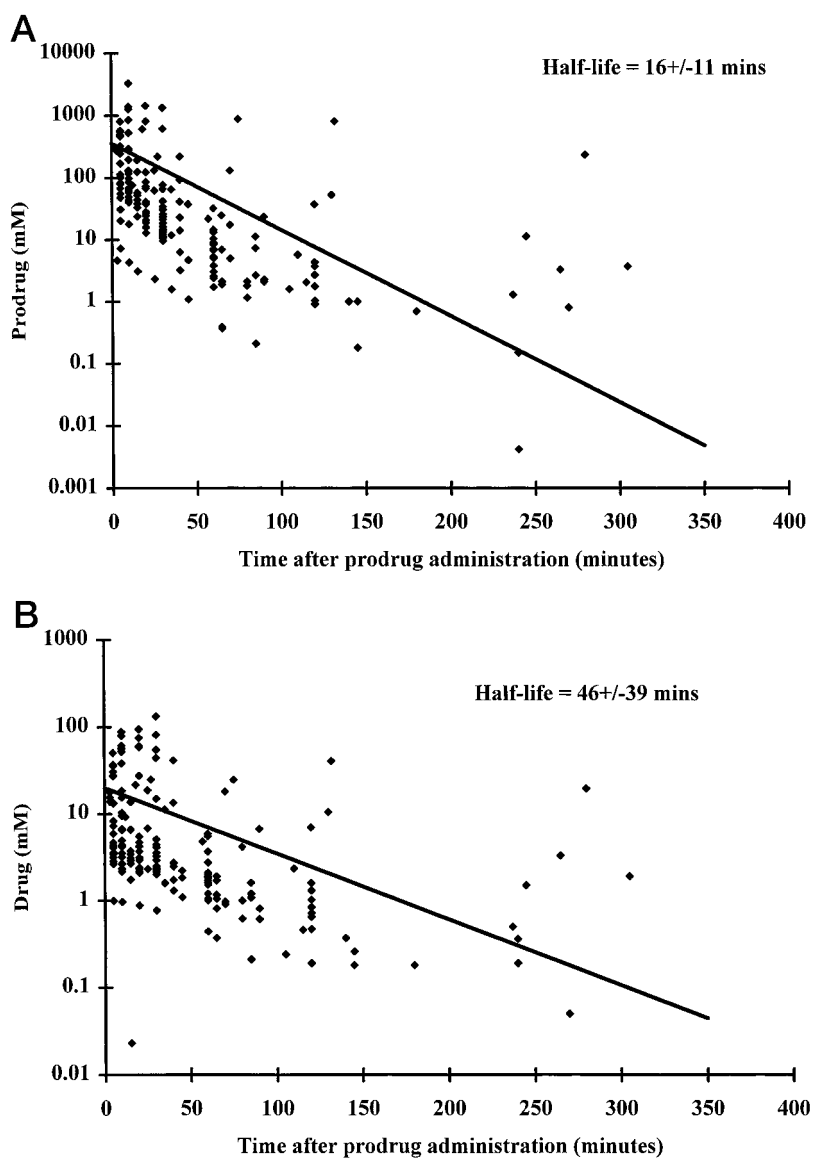 A
Half-life = 16+/-11 mins
Prodrug (mM)
10000
1000
100
10
1
0.1
0.01
0.001
0 50 100 150 200 250 300 350 400
Time after prodrug administration (minutes)
B
Half-life = 46+/-39 mins
Drug (mM)
1000
100
10
1
0.1
0.01
0 50 100 150 200 250 300 350 400
Time after prodrug administration (minutes)